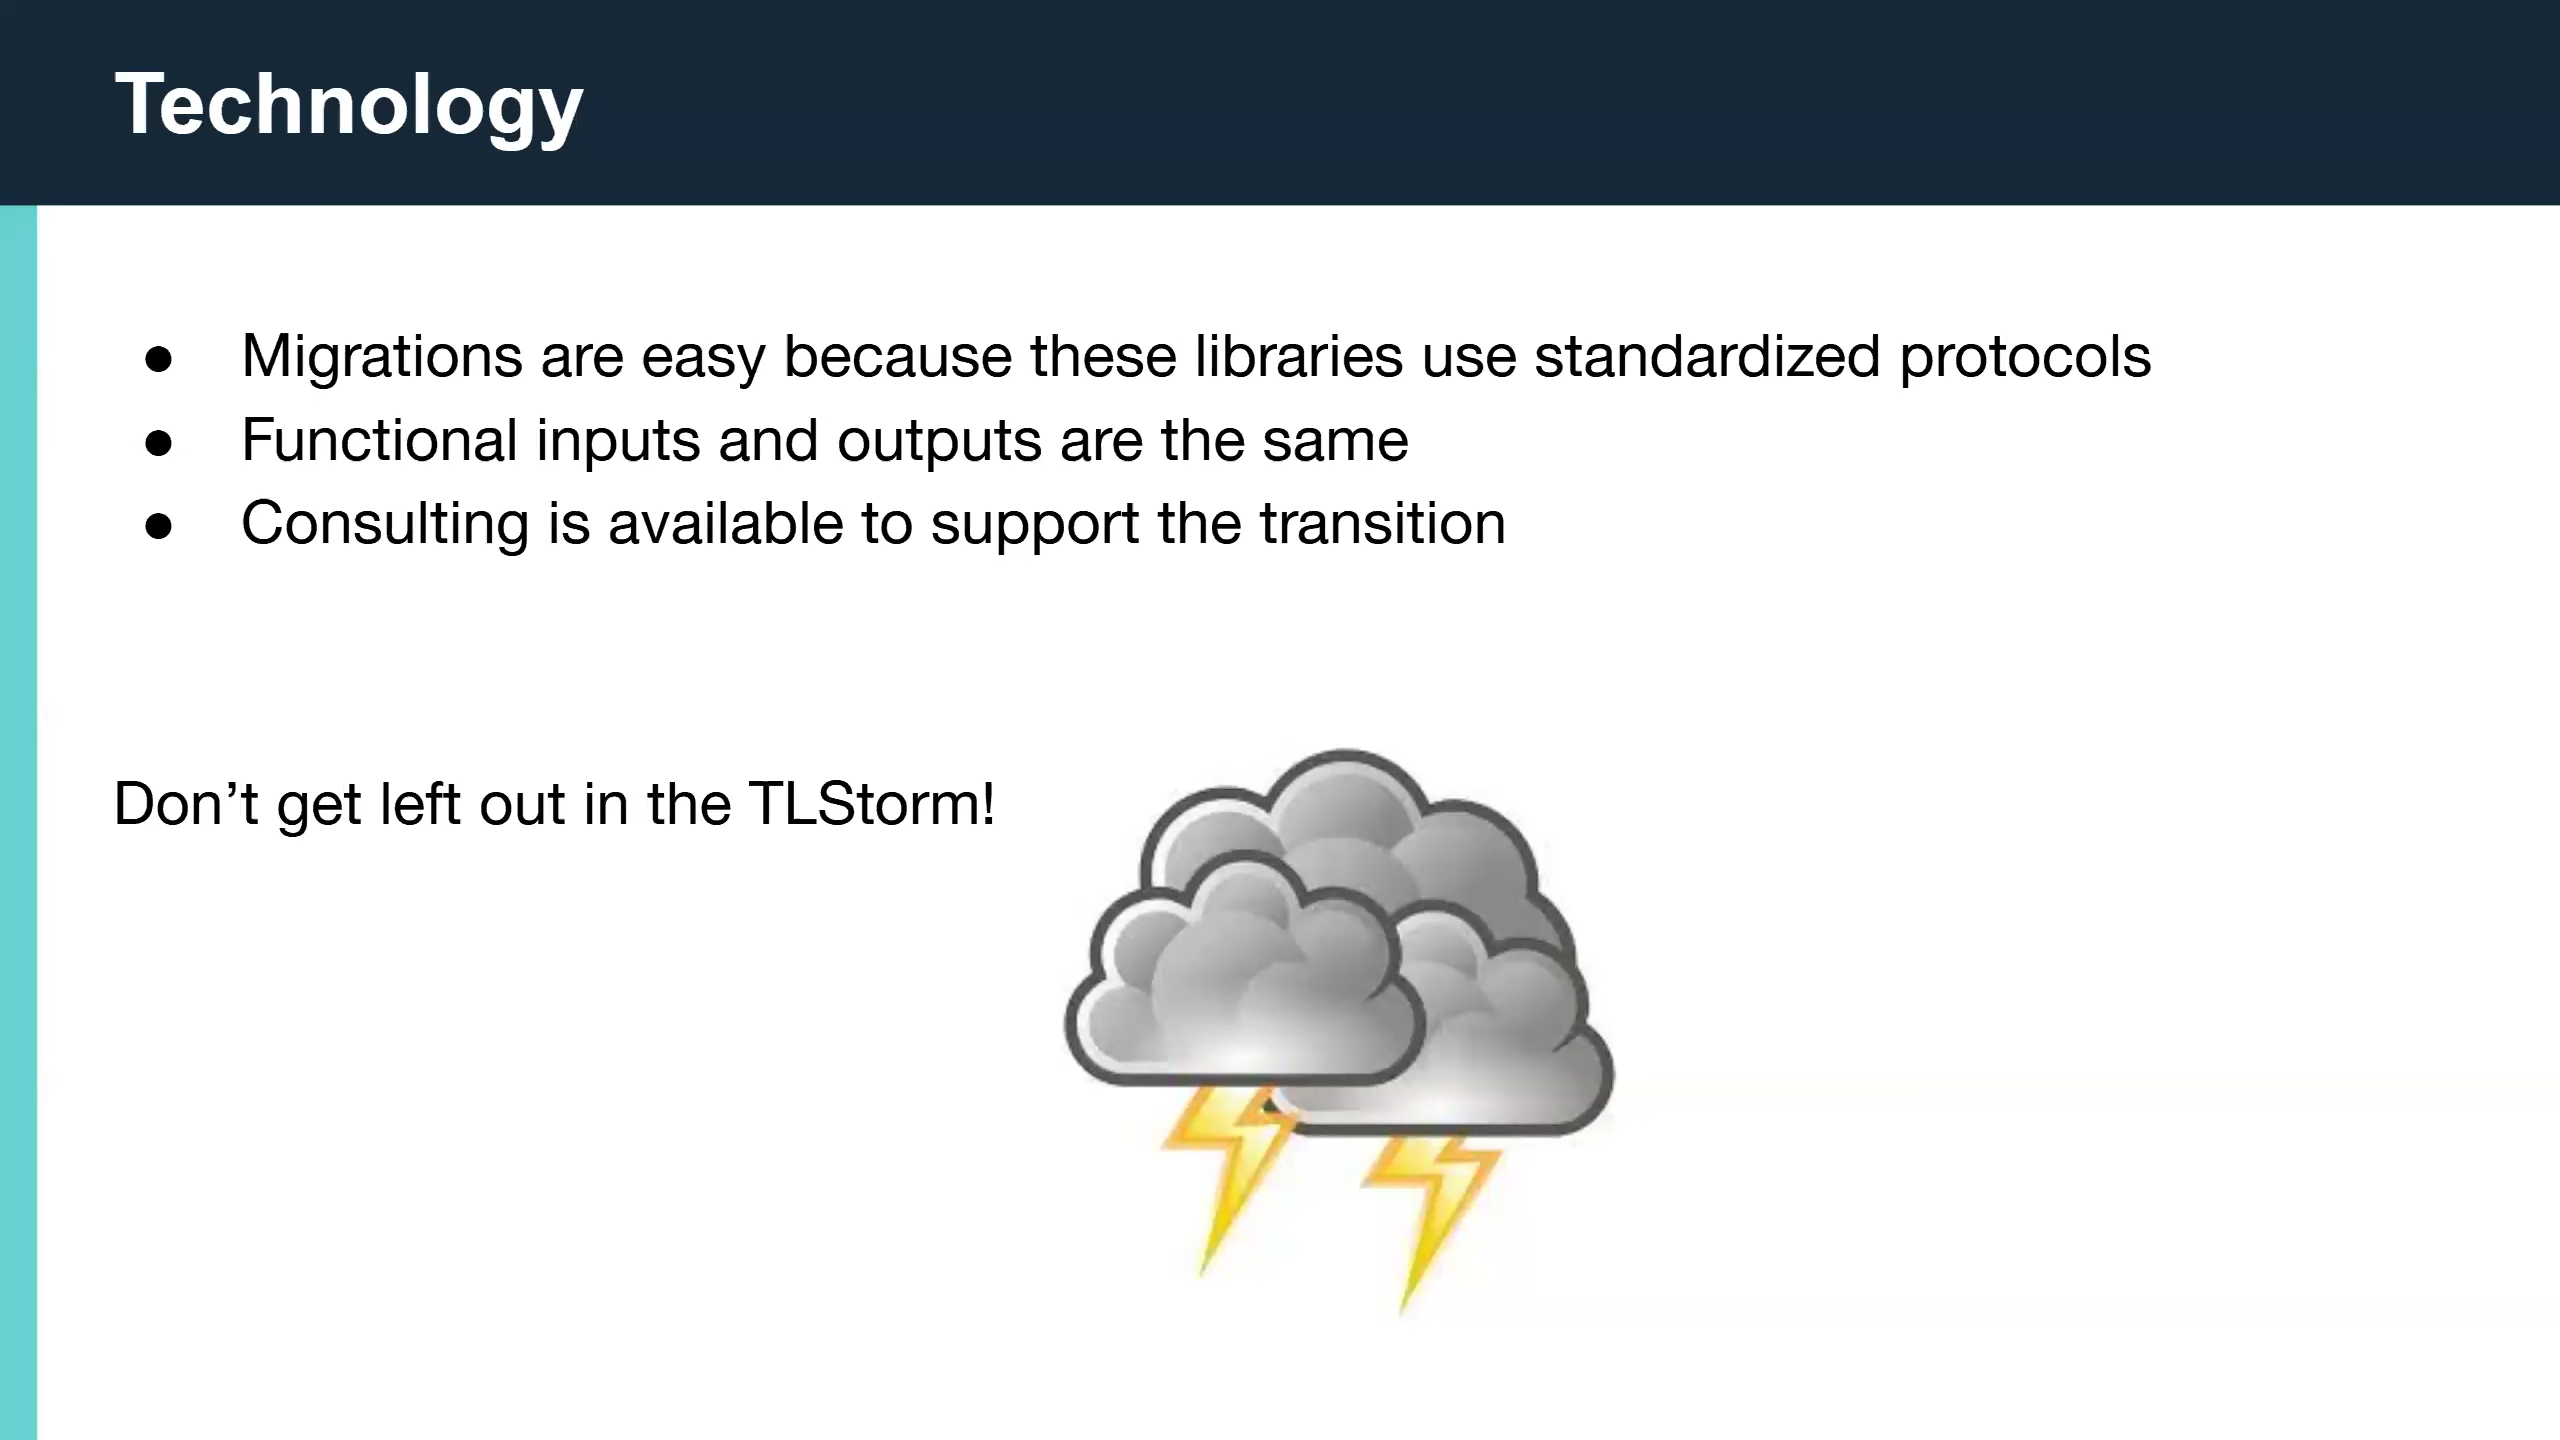 Technology
● Migrations are easy because these libraries use standardized protocols
● Functional inputs and outputs are the same
● Consulting is available to support the transition
Don’t get left out in the TLStorm!